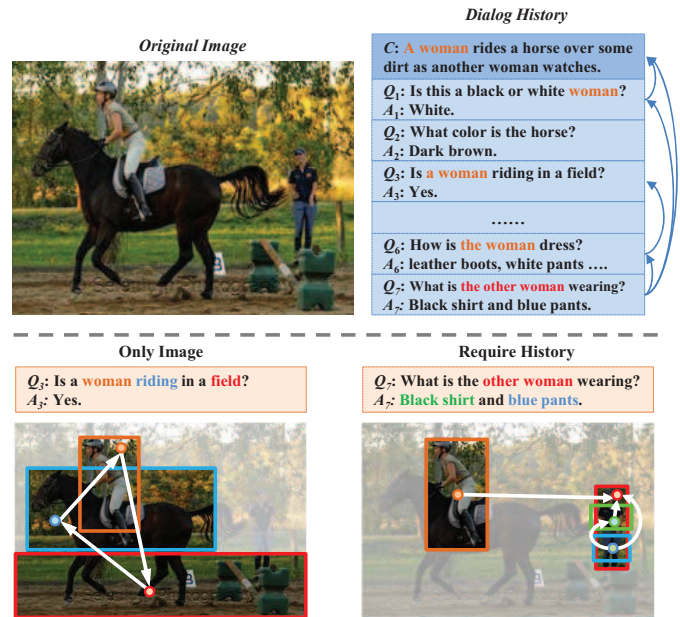 Original Image
Dialog History
C: A woman rides a horse over some
dirt as another woman watches.
Q1: Is this a black or white woman?
A1: White.
Q2: What color is the horse?
A2: Dark brown.
Q3: Is a woman riding in a field?
A3: Yes.
......
Q6: How is the woman dress?
A6: leather boots, white pants ....
Q7: What is the other woman wearing?
A7: Black shirt and blue pants.
B
Only Image
Require History
Q3: Is a woman riding in a field?
A3: Yes.
Q7: What is the other woman wearing?
A7: Black shirt and blue pants.
B
B